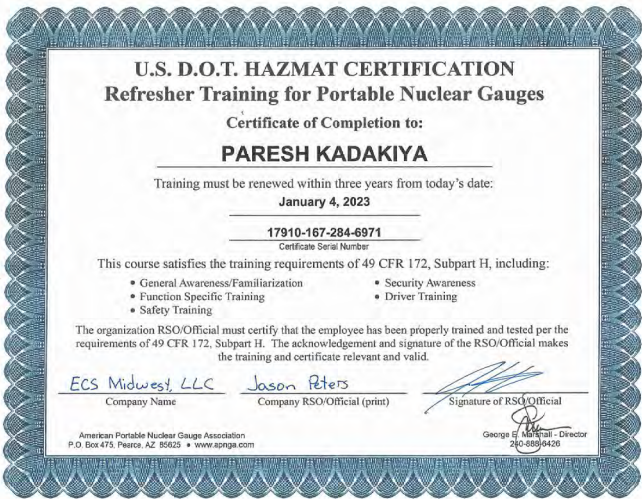 U.S. D.O.T. HAZMAT CERTIFICATION
Refresher Training for Portable Nuclear Gauges
Certificate of Completion to:
PARESH KADAKIYA
Training must be renewed within three years from today's date:
January 4, 2023
17910-167-284-6971
Certificate Serial Number
This course satisfies the training requirements of 49 CFR 172, Subpart H, including:
• General Awareness/Familiarization
• Function Specific Training
• Safety Training
• Security Awareness
• Driver Training
The organization RSO/Official must certify that the employee has been properly trained and tested per the
requirements of 49 CFR 172, Subpart H. The acknowledgement and signature of the RSO/Official makes
the training and certificate relevant and valid.
ECS Midwest, LLC
Jason Peters
Company Name
Company RSO/Official (print)
Signature of RSO/Official
American Portable Nuclear Gauge Association
P.O. Box 475, Pearce, AZ 85625 • www.apnga.com
George E. Marshall - Director
240-888-6426